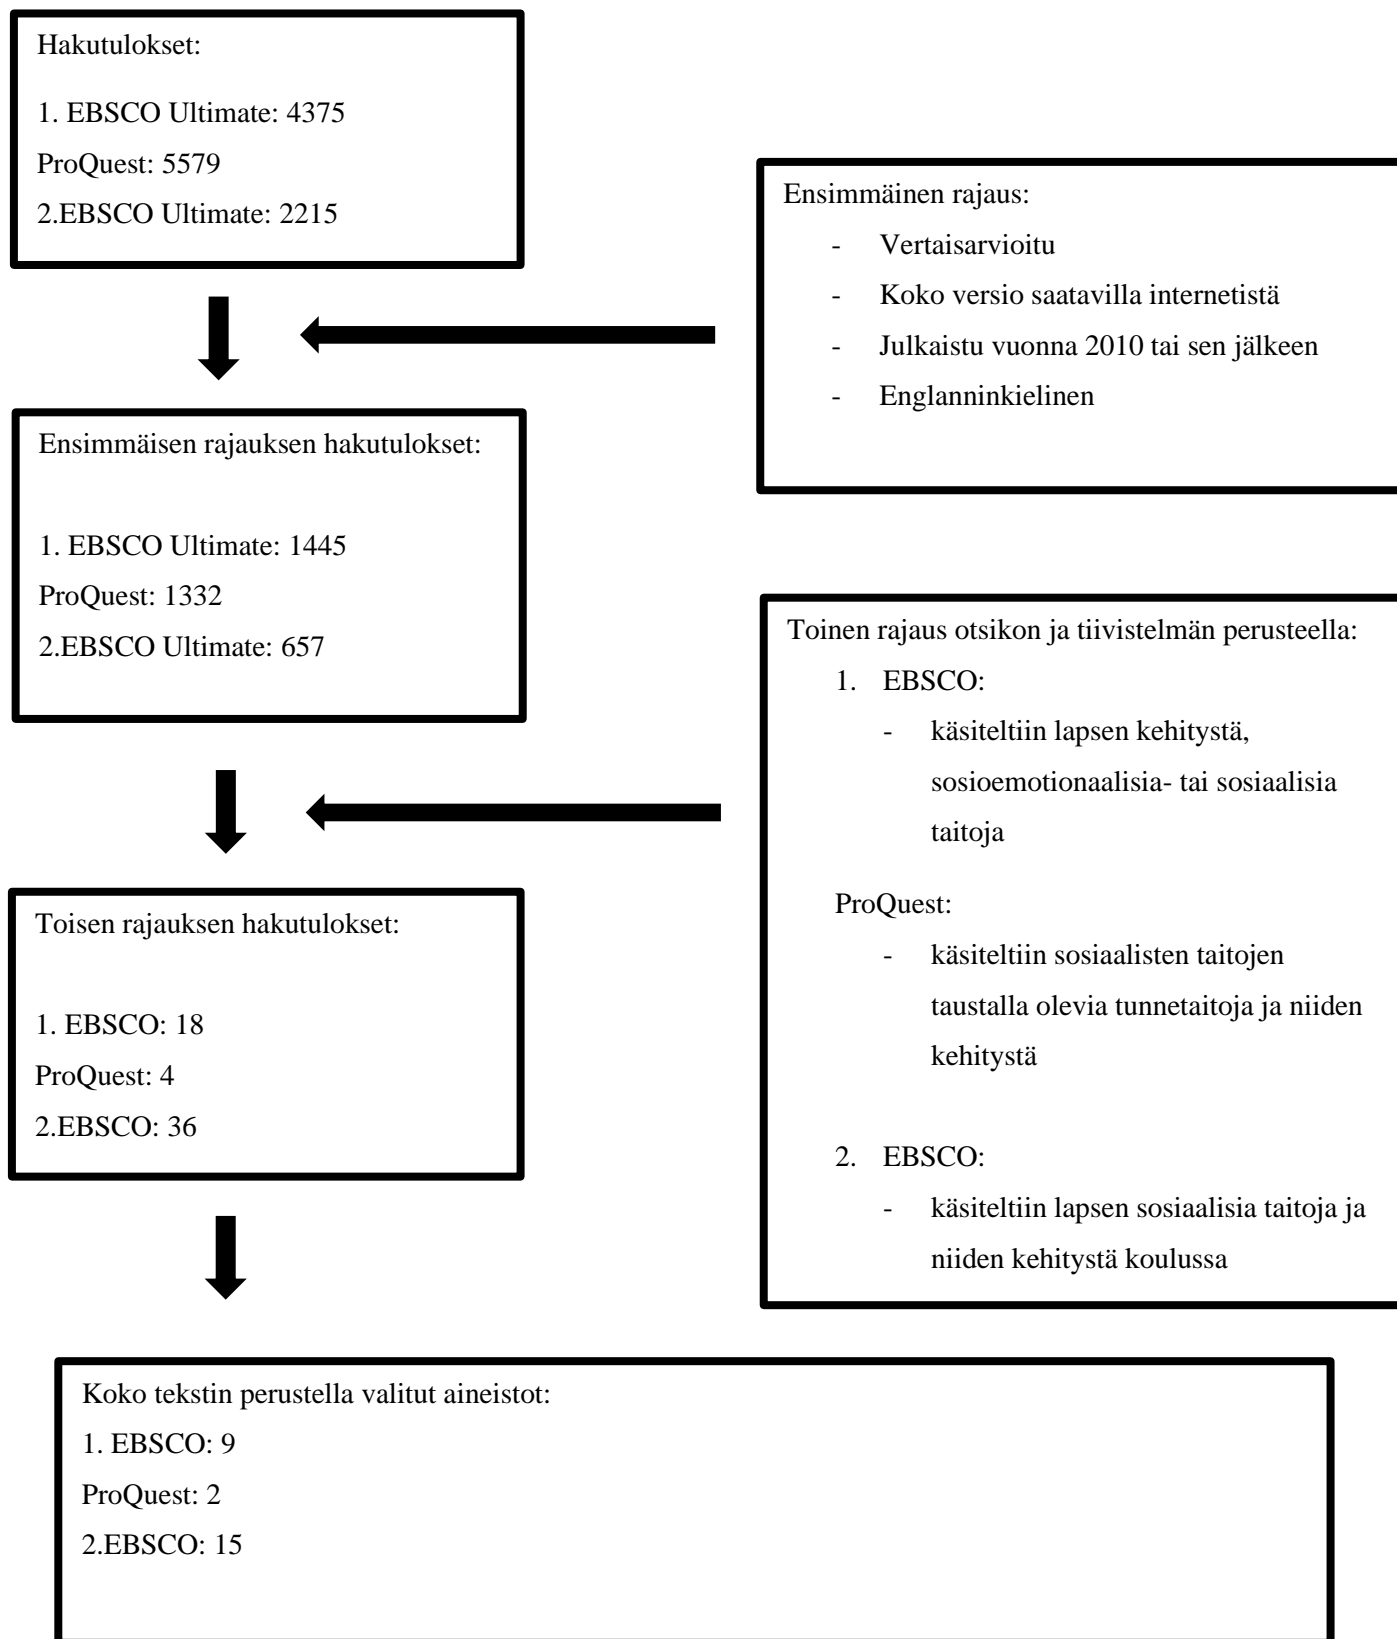 Hakutulokset:
1. EBSCO Ultimate: 4375
ProQuest: 5579
2.EBSCO Ultimate: 2215
Ensimmäinen rajaus:
- Vertaisarvioitu
- Koko versio saatavilla internetistä
- Julkaistu vuonna 2010 tai sen jälkeen
- Englanninkielinen
Ensimmäisen rajauksen hakutulokset:
1. EBSCO Ultimate: 1445
ProQuest: 1332
2.EBSCO Ultimate: 657
Toinen rajaus otsikon ja tiivistelmän perusteella:
1. EBSCO:
- käsiteltiin lapsen kehitystä,
sosioemotionaalisia- tai sosiaalisia
taitoja
ProQuest:
- käsiteltiin sosiaalisten taitojen
taustalla olevia tunnetaitoja ja niiden
kehitystä
2. EBSCO:
- käsiteltiin lapsen sosiaalisia taitoja ja
niiden kehitystä koulussa
Toisen rajauksen hakutulokset:
1. EBSCO: 18
ProQuest: 4
2.EBSCO: 36
Koko tekstin perustella valitut aineistot:
1. EBSCO: 9
ProQuest: 2
2.EBSCO: 15